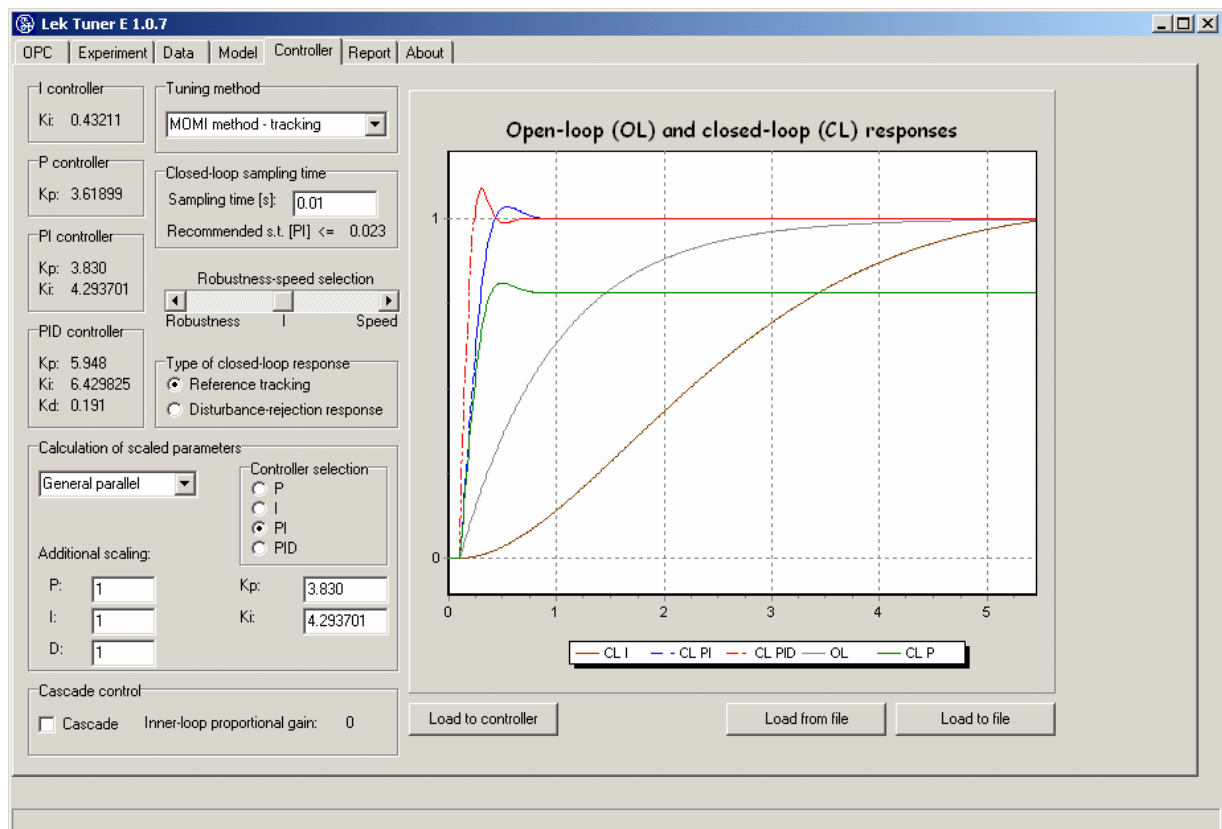 Lek Tuner E 1.0.7
OPC Experiment Data Model Controller Report About
I controller
Ki: 0.43211
P controller
Kp: 3.61899
PI controller
Kp: 3.830
Ki: 4.293701
PID controller
Kp: 5.948
Ki: 6.429825
Kd: 0.191
Tuning method
MOMI method - tracking
Closed-loop sampling time
Sampling time [s]: 0.01
Recommended s.t. [PI] <= 0.023
Robustness-speed selection
Robustness I Speed
Type of closed-loop response
Reference tracking
Disturbance-rejection response
Calculation of scaled parameters
General parallel
Controller selection
P
I
PI
PID
Additional scaling:
P: 1
I: 1
D: 1
Kp: 3.830
Ki: 4.293701
Cascade control
Cascade Inner-loop proportional gain: 0
Open-loop (OL) and closed-loop (CL) responses
1
0
0 1 2 3 4 5
CL I CL PI CL PID OL CL P
Load to controller Load from file Load to file